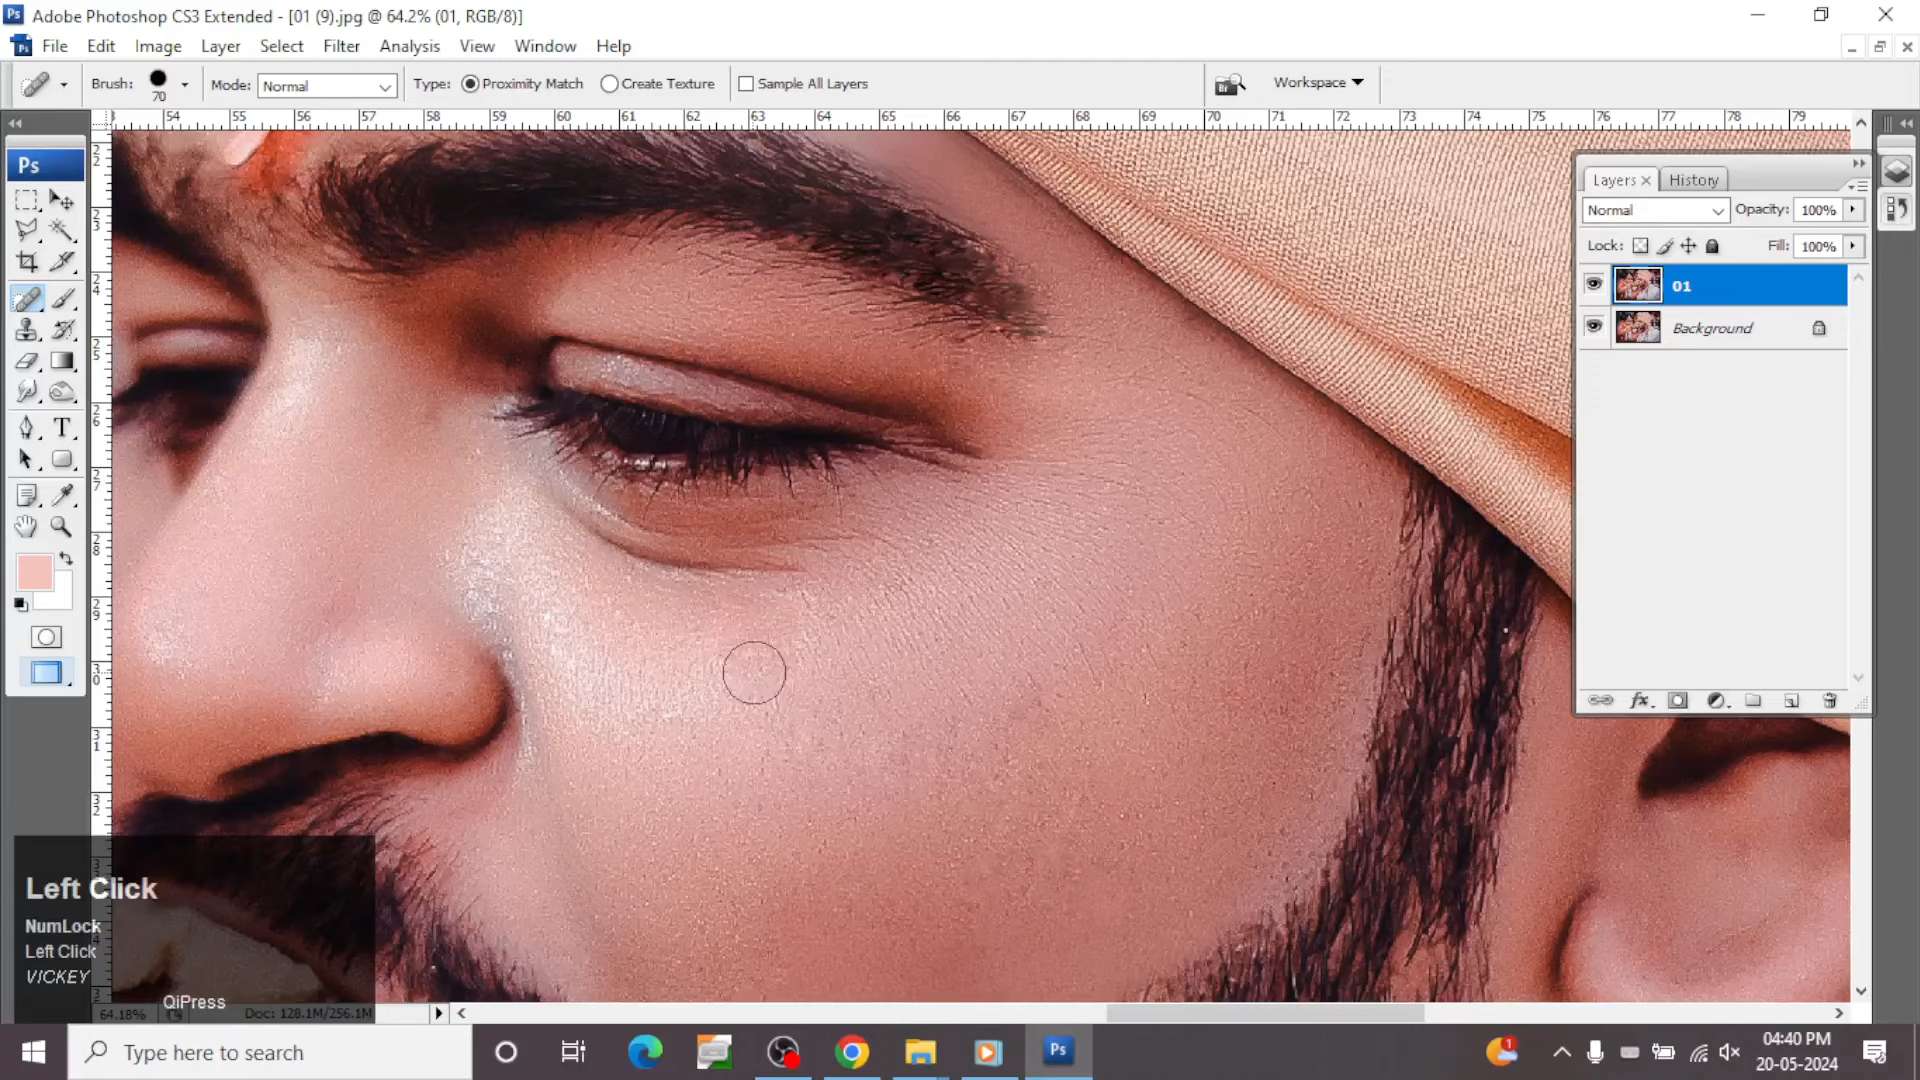 Adobe Photoshop CS3 Extended - [01 (9).jpg @ 64.2% (01, RGB/8)]
File Edit Image Layer Select Filter Analysis View Window Help
Brush: 70 Mode: Normal Type: Proximity Match Create Texture Sample All Layers Workspace
54 55 56 57 58 59 60 61 62 63 64 65 66 67 68 69 70 71 72 73 74 75 76 77 78 79
Ps
Layers History
Normal Opacity: 100%
Lock: Fill: 100%
01
Background
Left Click
NumLock
Left Click
VICKEY
QiPress
64.18% Doc: 128.1M/256.1M
Type here to search
04:40 PM
20-05-2024